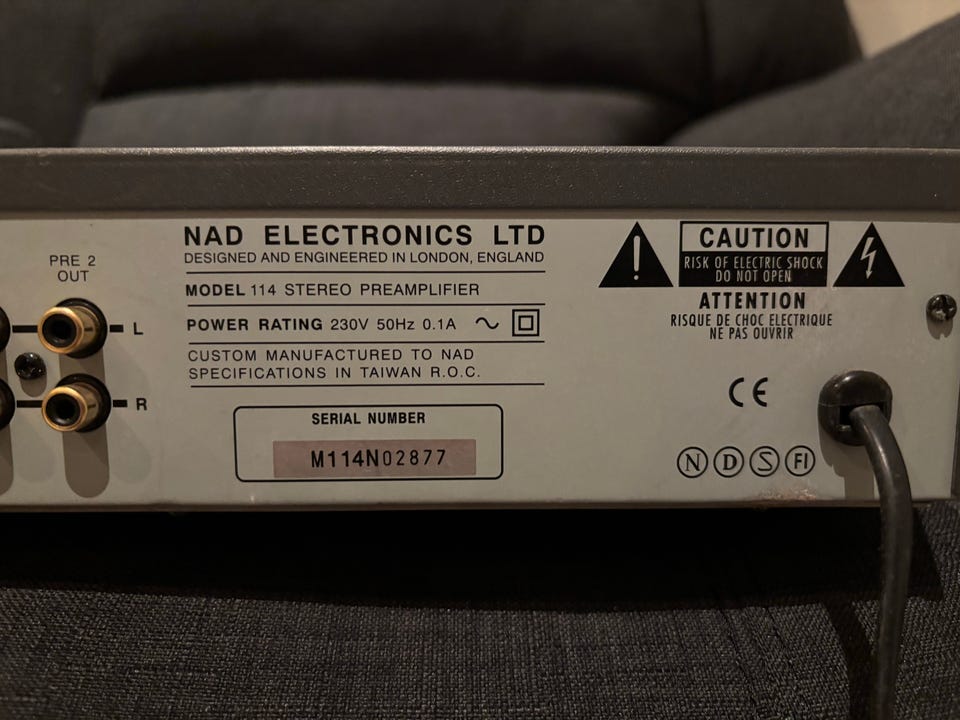 PRE 2
OUT
L
R
NAD ELECTRONICS LTD
DESIGNED AND ENGINEERED IN LONDON, ENGLAND
MODEL 114 STEREO PREAMPLIFIER
POWER RATING 230V 50Hz 0.1A
CUSTOM MANUFACTURED TO NAD
SPECIFICATIONS IN TAIWAN R.O.C.
SERIAL NUMBER
M114N02877
!
CAUTION
RISK OF ELECTRIC SHOCK
DO NOT OPEN
ATTENTION
RISQUE DE CHOC ELECTRIQUE
NE PAS OUVRIR
CE
N D S FI